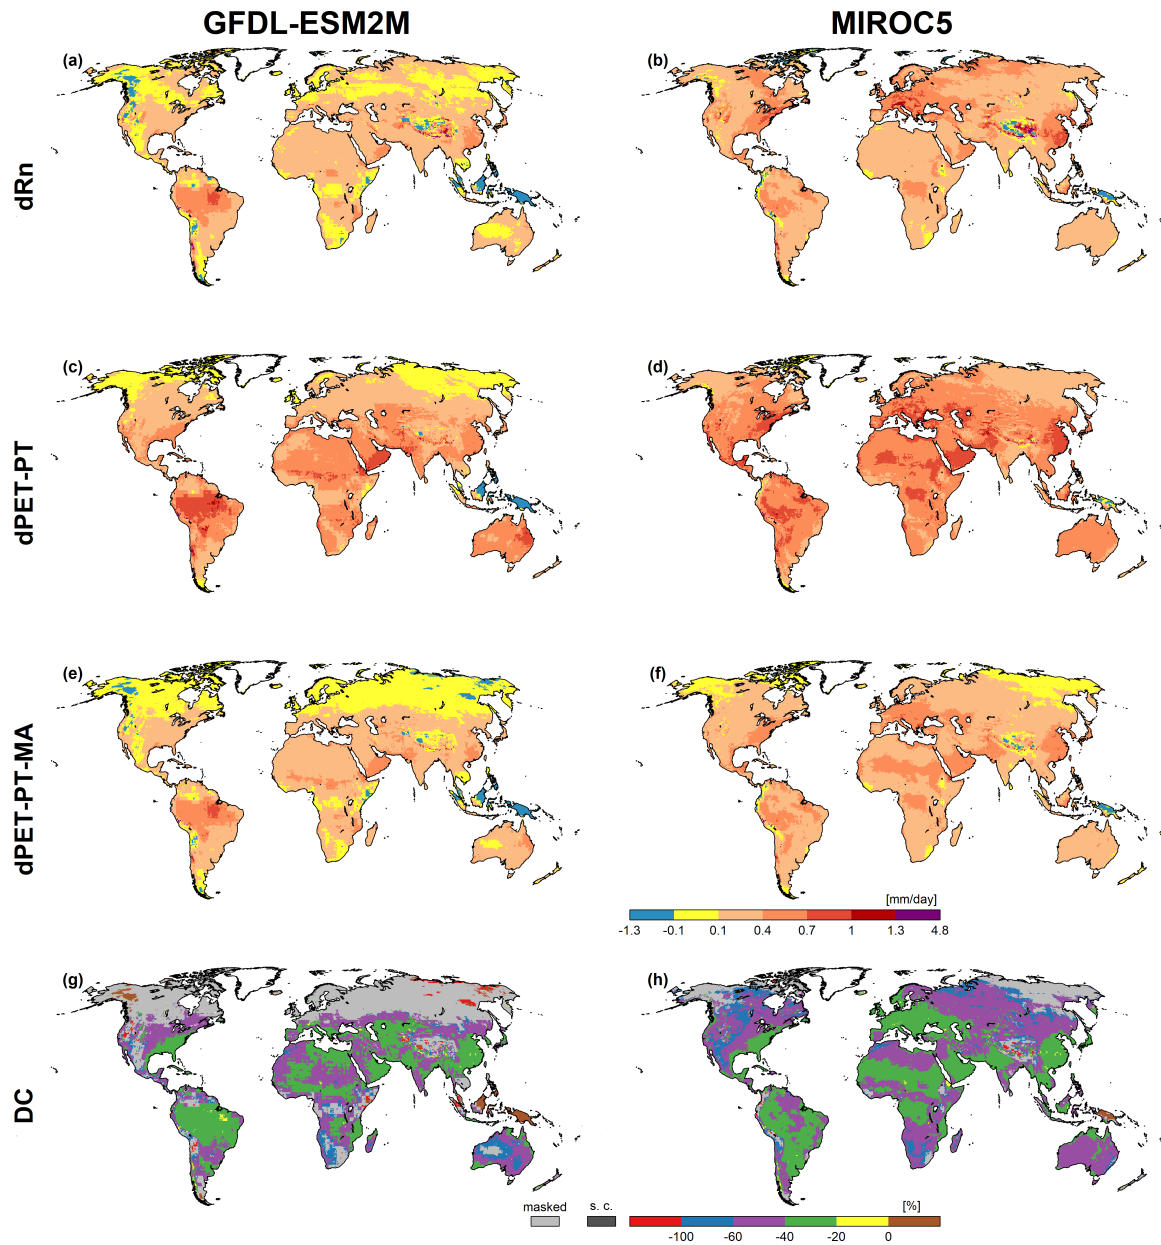 GFDL-ESM2M MIROC5
(a) (b)
dRn
(c) (d)
dPET-PT
(e) (f)
dPET-PT-MA
[mm/day]
-1.3 -0.1 0.1 0.4 0.7 1 1.3 4.8
(g) (h)
DC
masked s. c. [%]
-100 -60 -40 -20 0